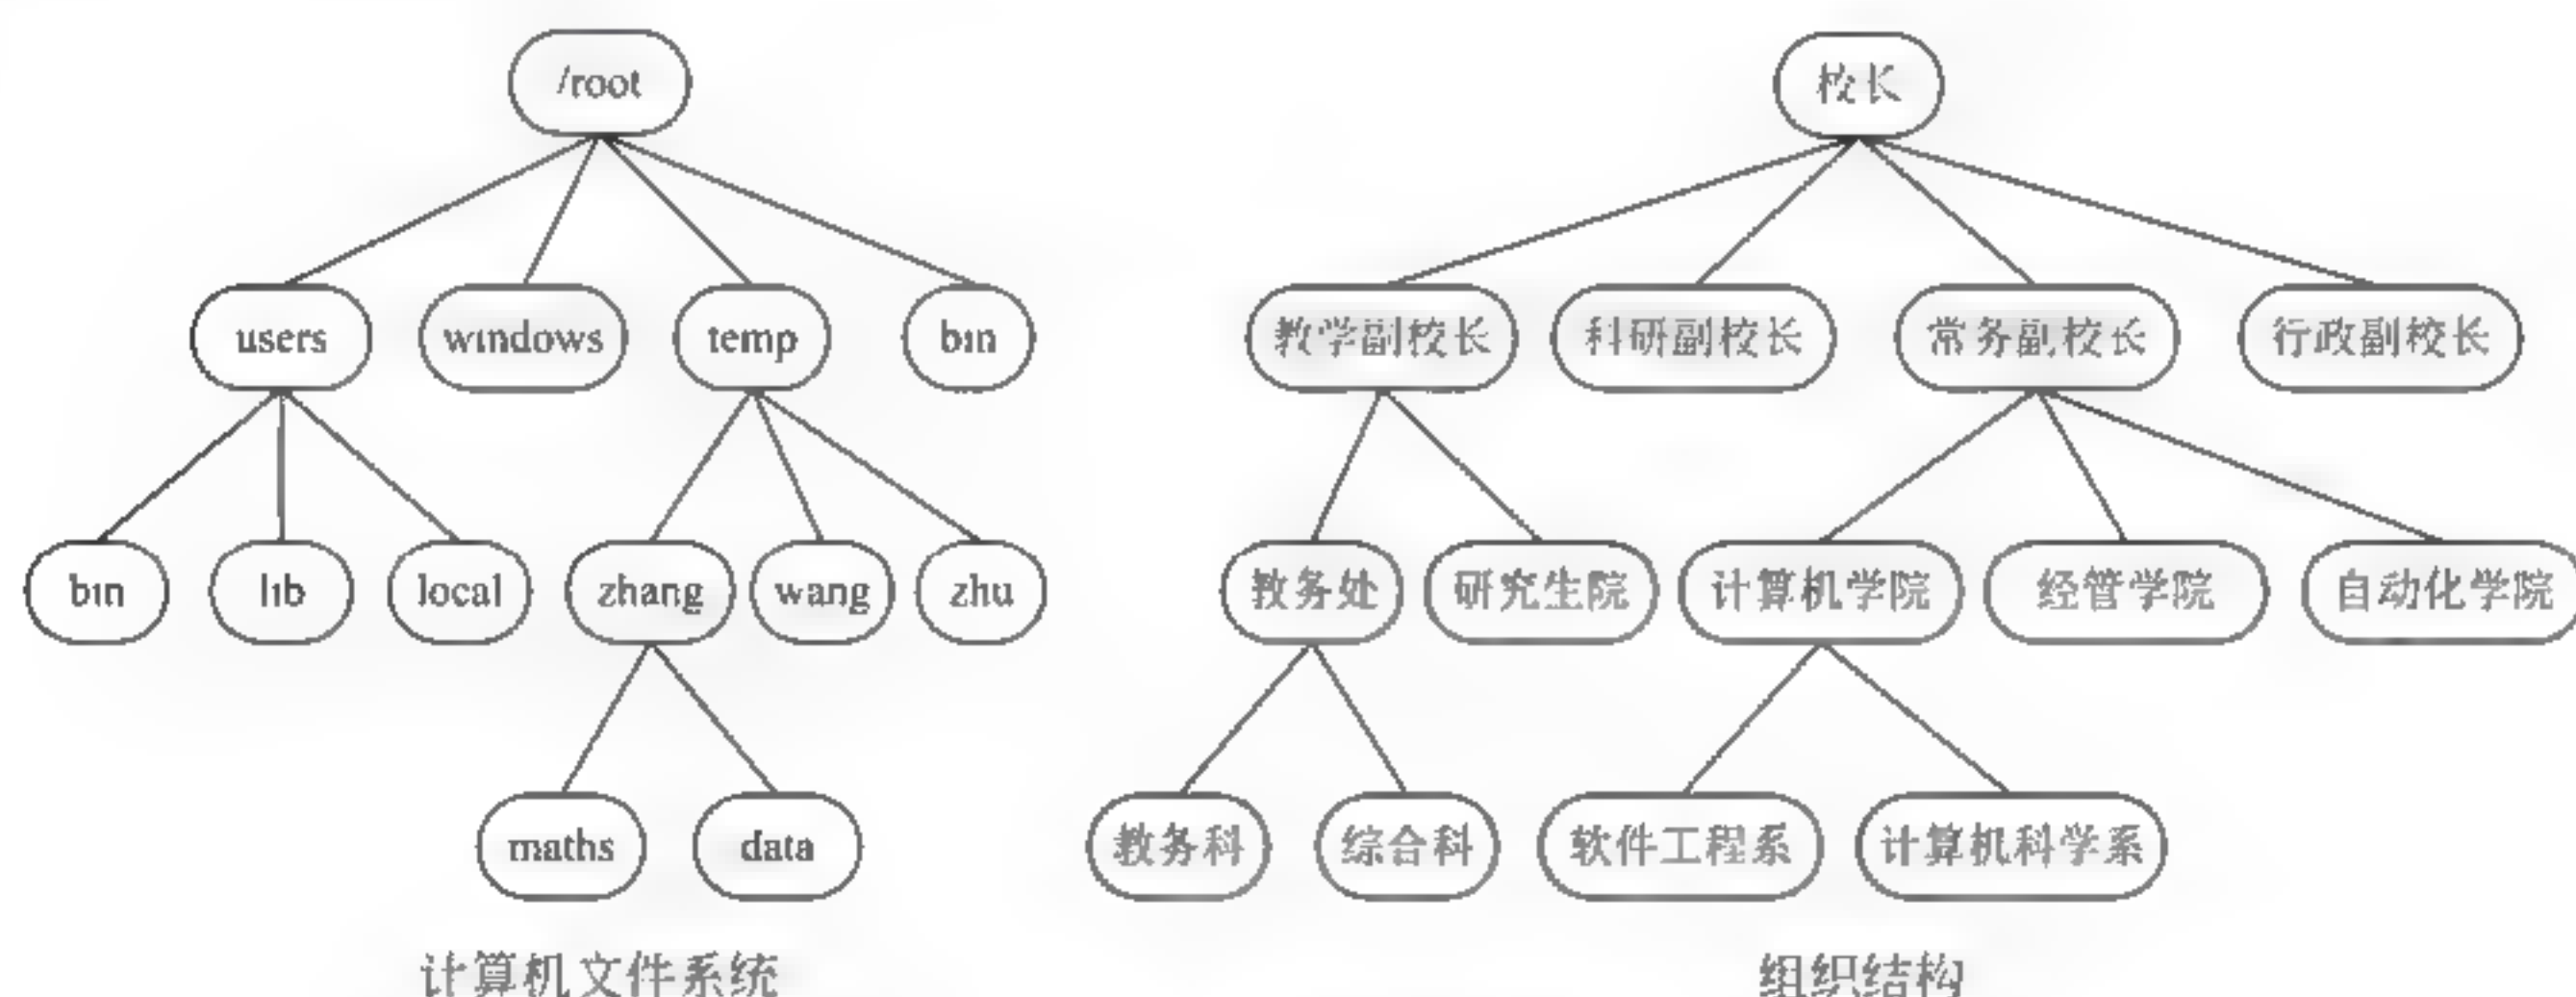 /root
校长
users windows temp bin
教学副校长 科研副校长 常务副校长 行政副校长
bin lib local zhang wang zhu
教务处 研究生院 计算机学院 经管学院 自动化学院
maths data
教务科 综合科 软件工程系 计算机科学系
计算机文件系统
组织结构